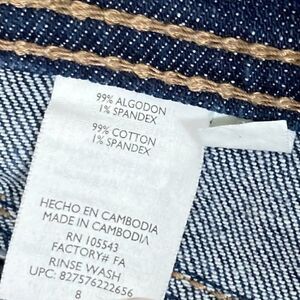 99% ALGODON
1% SPANDEX
99% COTTON
1% SPANDEX
HECHO EN CAMBODIA
MADE IN CAMBODIA
RN 105543
FACTORY# FA
RINSE WASH
UPC: 827576222656
8